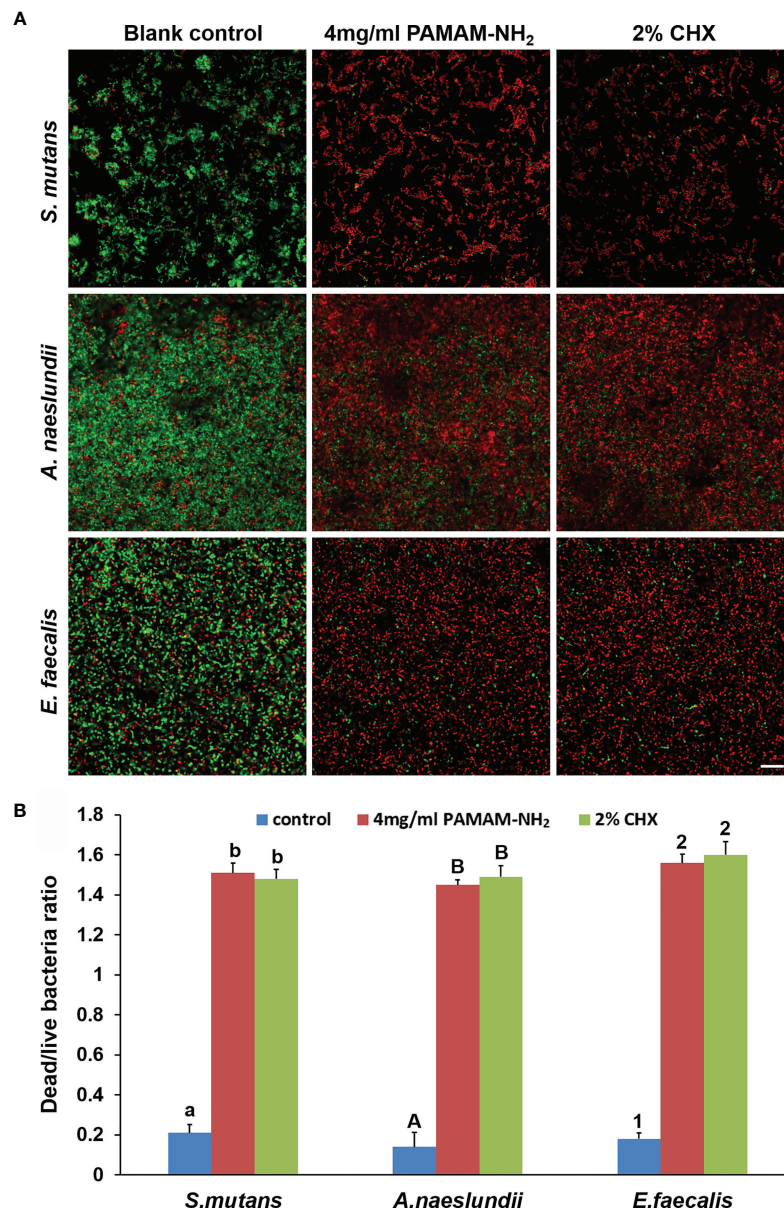 A
Blank control 4mg/ml PAMAM-NH₂ 2% CHX
S. mutans
A. naeslundii
E. faecalis
B
control 4mg/ml PAMAM-NH₂ 2% CHX
Dead/live bacteria ratio
1.8
1.6
1.4
1.2
1
0.8
0.6
0.4
0.2
0
a b b
A B B
1 2 2
S.mutans A.naeslundii E.faecalis